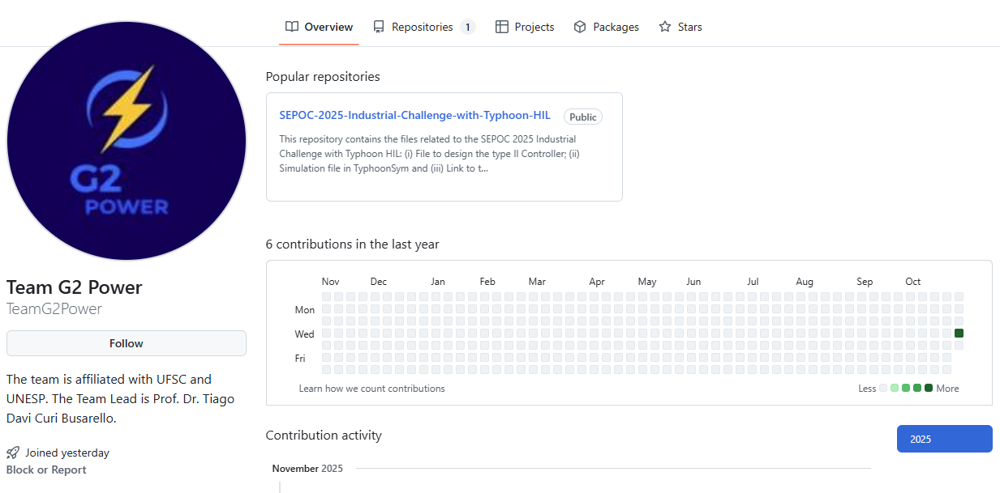 Overview
Repositories 1
Projects
Packages
Stars
G2
POWER
Team G2 Power
TeamG2Power
Follow
The team is affiliated with UFSC and
UNESP. The Team Lead is Prof. Dr. Tiago
Davi Curi Busarello.
Joined yesterday
Block or Report
Popular repositories
SEPOC-2025-Industrial-Challenge-with-Typhoon-HIL Public
This repository contains the files related to the SEPOC 2025 Industrial
Challenge with Typhoon HIL: (i) File to design the type II Controller; (ii)
Simulation file in TyphoonSym and (iii) Link to t...
6 contributions in the last year
Nov Dec Jan Feb Mar Apr May Jun Jul Aug Sep Oct
Mon
Wed
Fri
Learn how we count contributions
Less More
Contribution activity
2025
November 2025